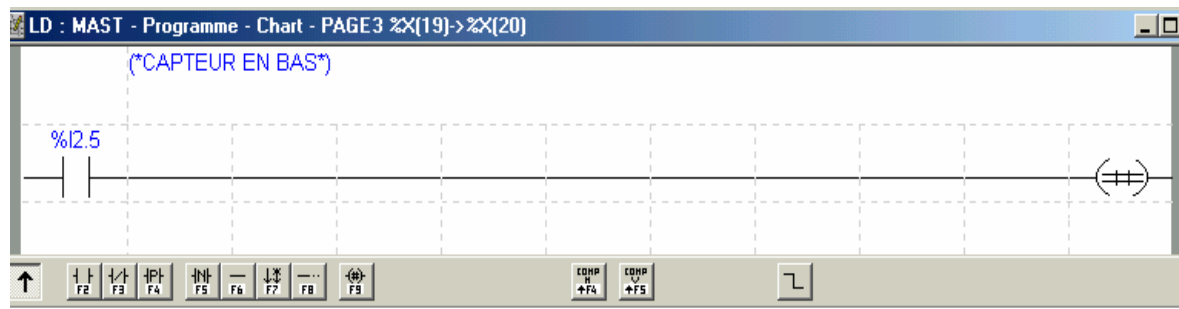 LD : MAST - Programme - Chart - PAGE3 %X(19)->%X(20)
(*CAPTEUR EN BAS*)
%I2.5
F2 F3 P F4 N F5 F6 F7 F8 # F9 COMP H F4 COMP V F5